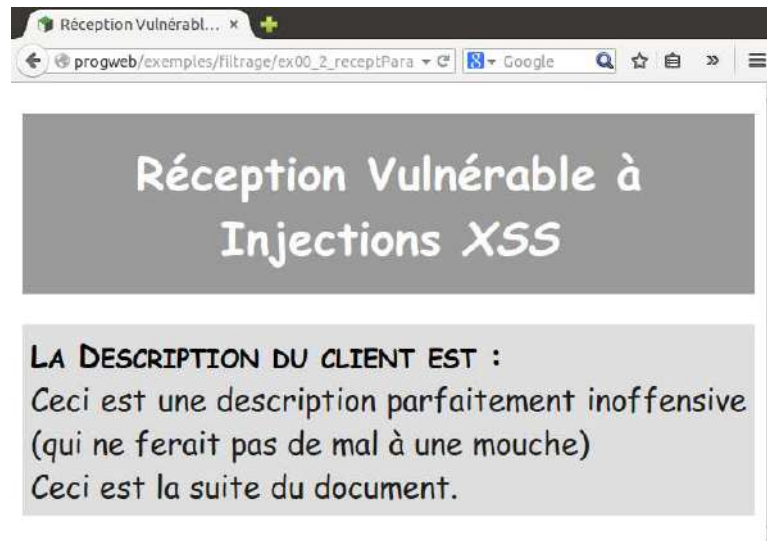 Réception Vulnérabl... ×
progweb/exemples/filtrage/ex00_2_receptPara
Google
Réception Vulnérable à
Injections XSS
LA DESCRIPTION DU CLIENT EST :
Ceci est une description parfaitement inoffensive
(qui ne ferait pas de mal à une mouche)
Ceci est la suite du document.